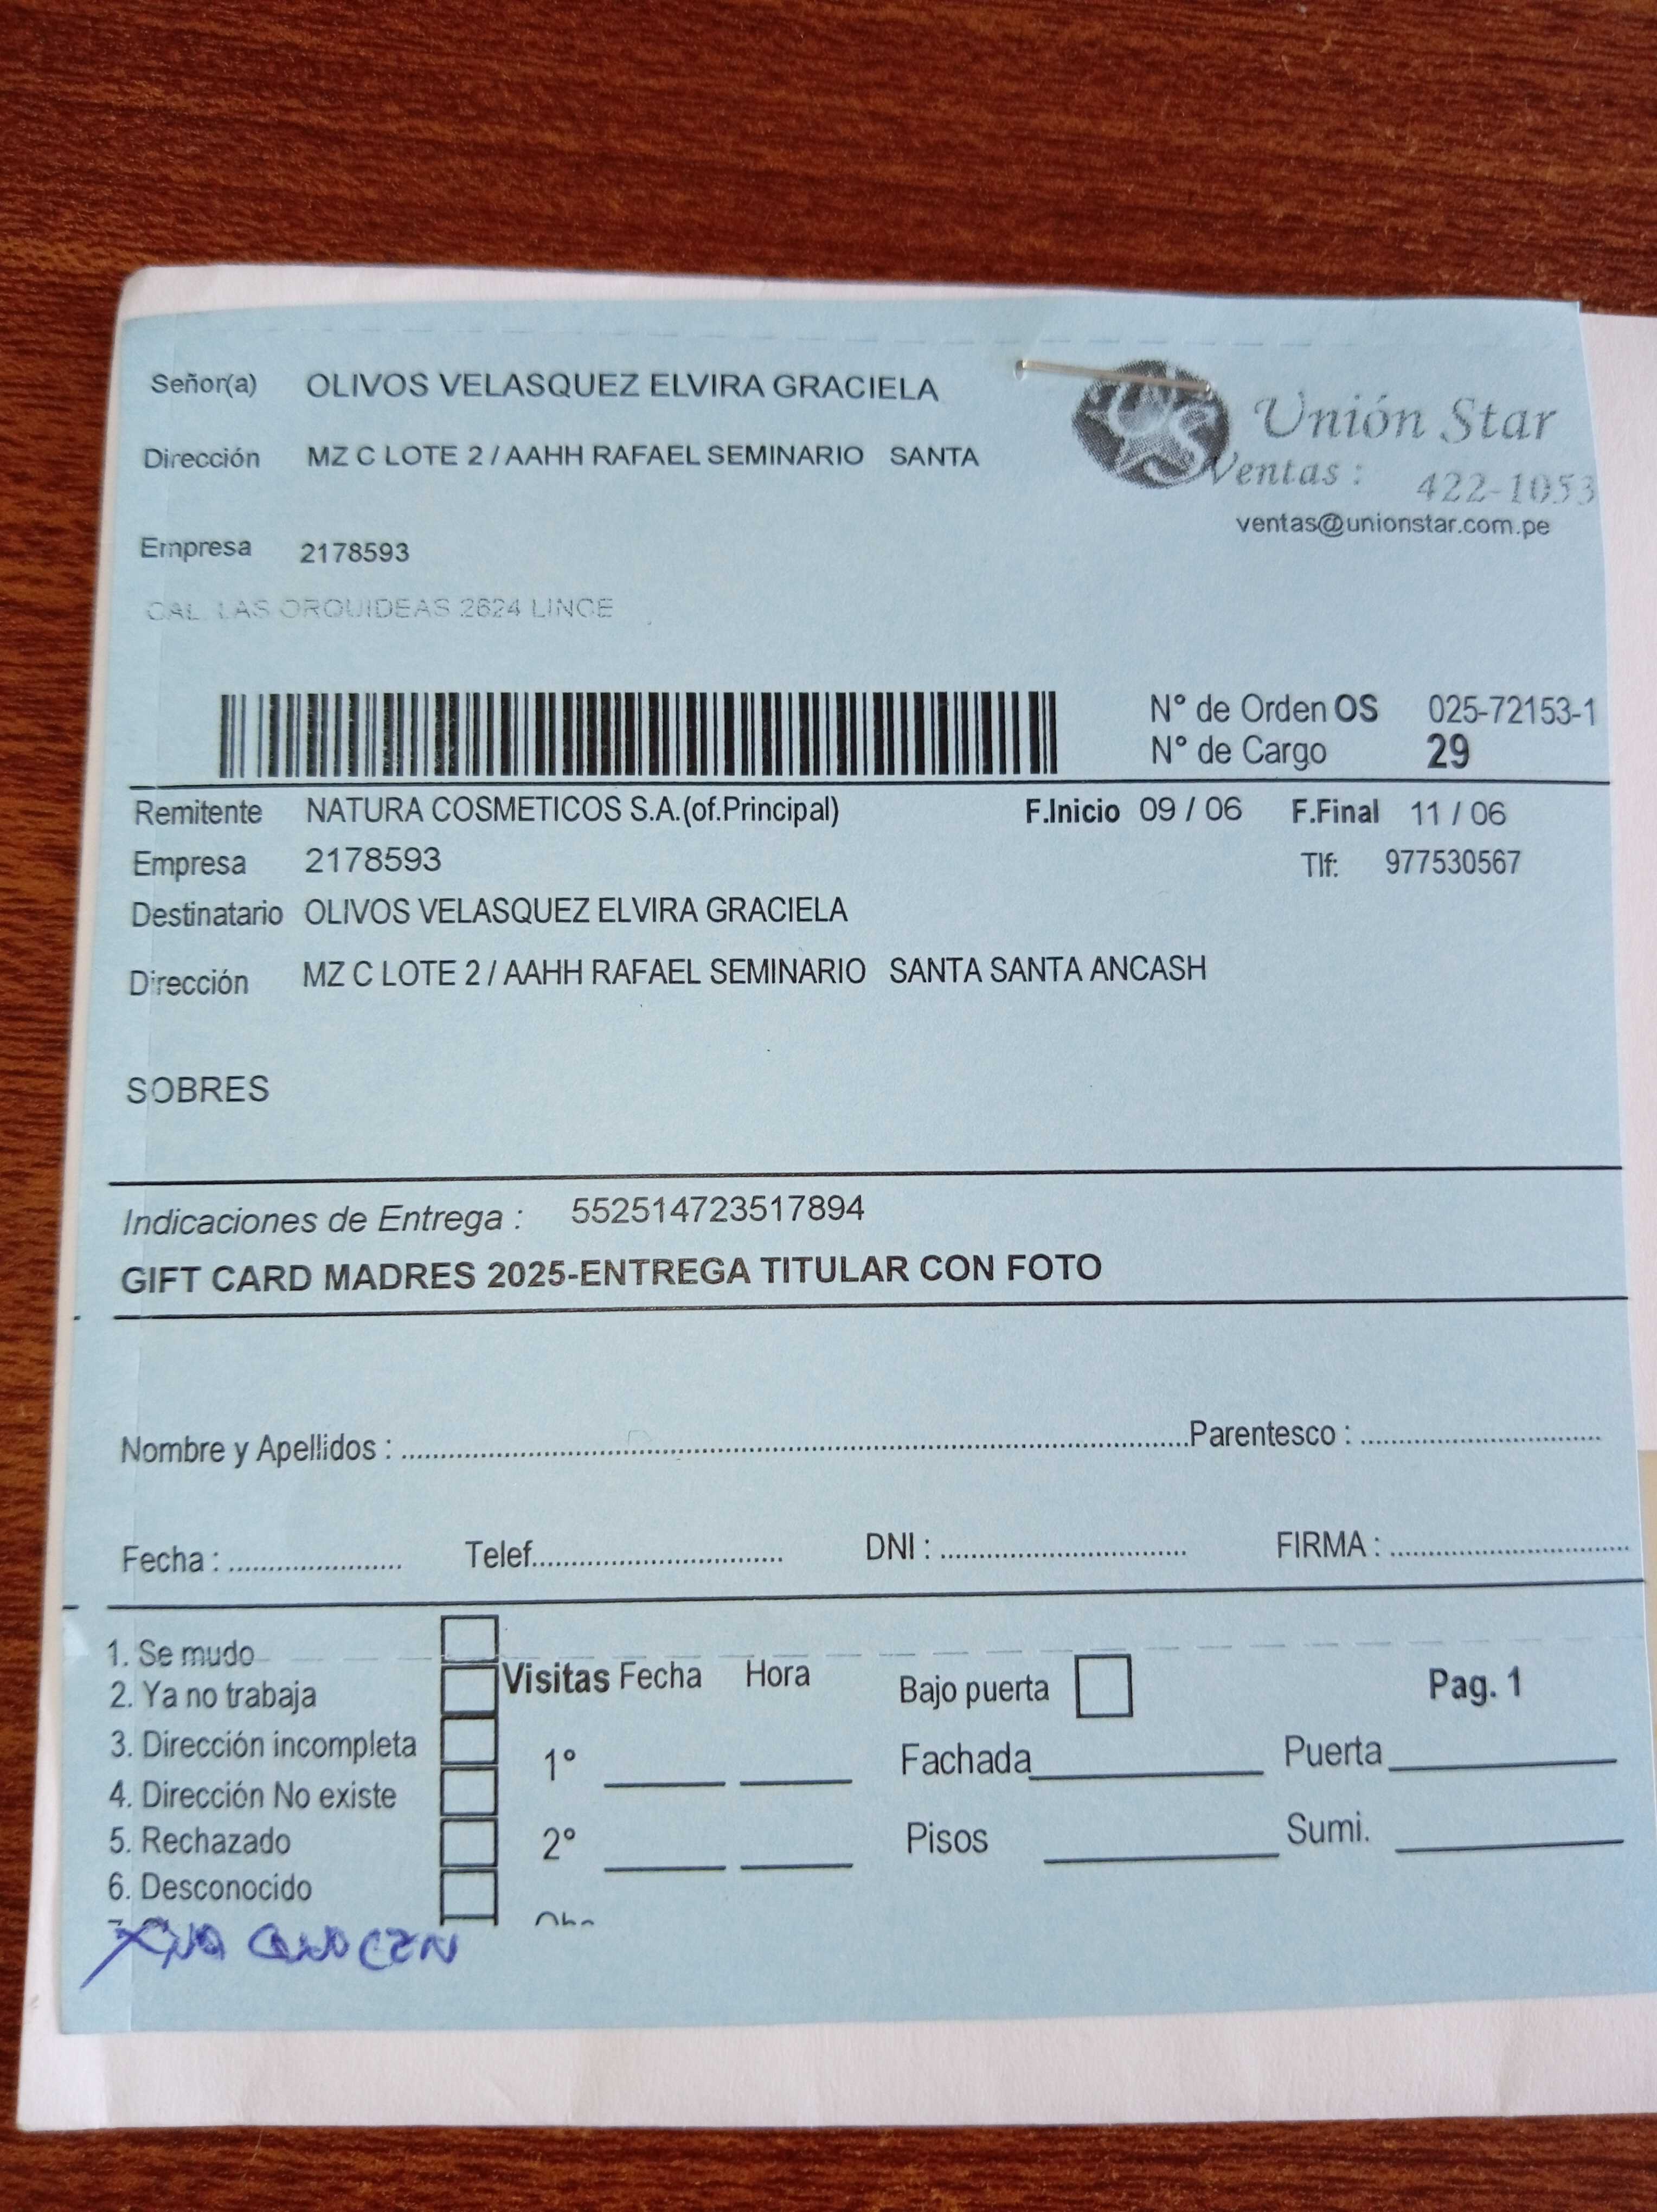 Señor(a) OLIVOS VELASQUEZ ELVIRA GRACIELA
Unión Star
Dirección MZ C LOTE 2 / AAHH RAFAEL SEMINARIO SANTA
Ventas : 422-1053
ventas@unionstar.com.pe
Empresa 2178593
CAL. LAS ORQUIDEAS 2624 LINCE
N° de Orden OS 025-72153-1
N° de Cargo 29
Remitente NATURA COSMETICOS S.A.(of.Principal) F.Inicio 09 / 06 F.Final 11 / 06
Empresa 2178593 Tlf: 977530567
Destinatario OLIVOS VELASQUEZ ELVIRA GRACIELA
Dirección MZ C LOTE 2 / AAHH RAFAEL SEMINARIO SANTA SANTA ANCASH
SOBRES
Indicaciones de Entrega : 552514723517894
GIFT CARD MADRES 2025-ENTREGA TITULAR CON FOTO
Nombre y Apellidos : Parentesco :
Fecha : Telef. DNI : FIRMA :
1. Se mudo
2. Ya no trabaja
3. Dirección incompleta
4. Dirección No existe
5. Rechazado
6. Desconocido
Visitas Fecha Hora
1°
2°
Bajo puerta Pag. 1
Fachada Puerta
Pisos Sumi.
CONOCEN